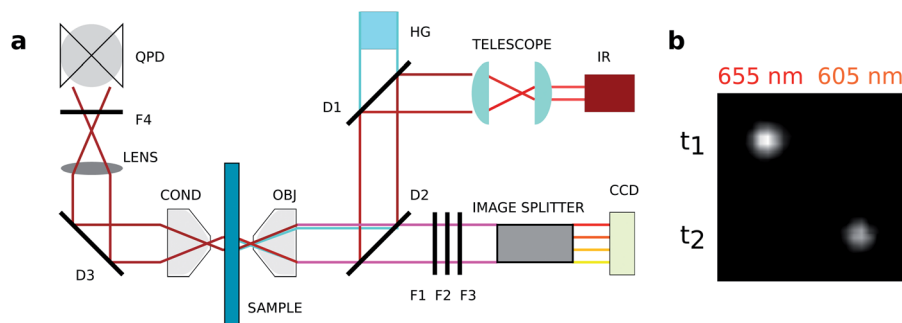 a
QPD
F4
LENS
COND
OBJ
D3
SAMPLE
HG
D1
TELESCOPE
IR
D2
IMAGE SPLITTER
CCD
F1 F2 F3
b
655 nm 605 nm
t1
t2